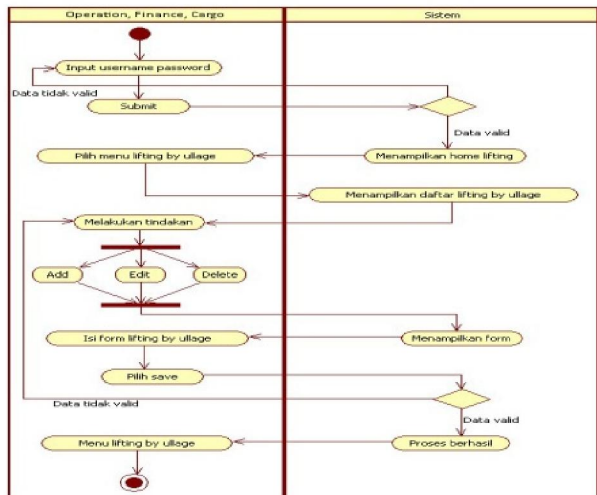 Operation, Finance, Cargo
Sistem
Input username password
Data tidak valid
Submit
Data valid
Pilih menu lifting by ullage
Menampilkan home lifting
Menampilkan daftar lifting by ullage
Melakukan tindakan
Add
Edit
Delete
Isi form lifting by ullage
Menampilkan form
Pilih save
Data tidak valid
Data valid
Menu lifting by ullage
Proses berhasil